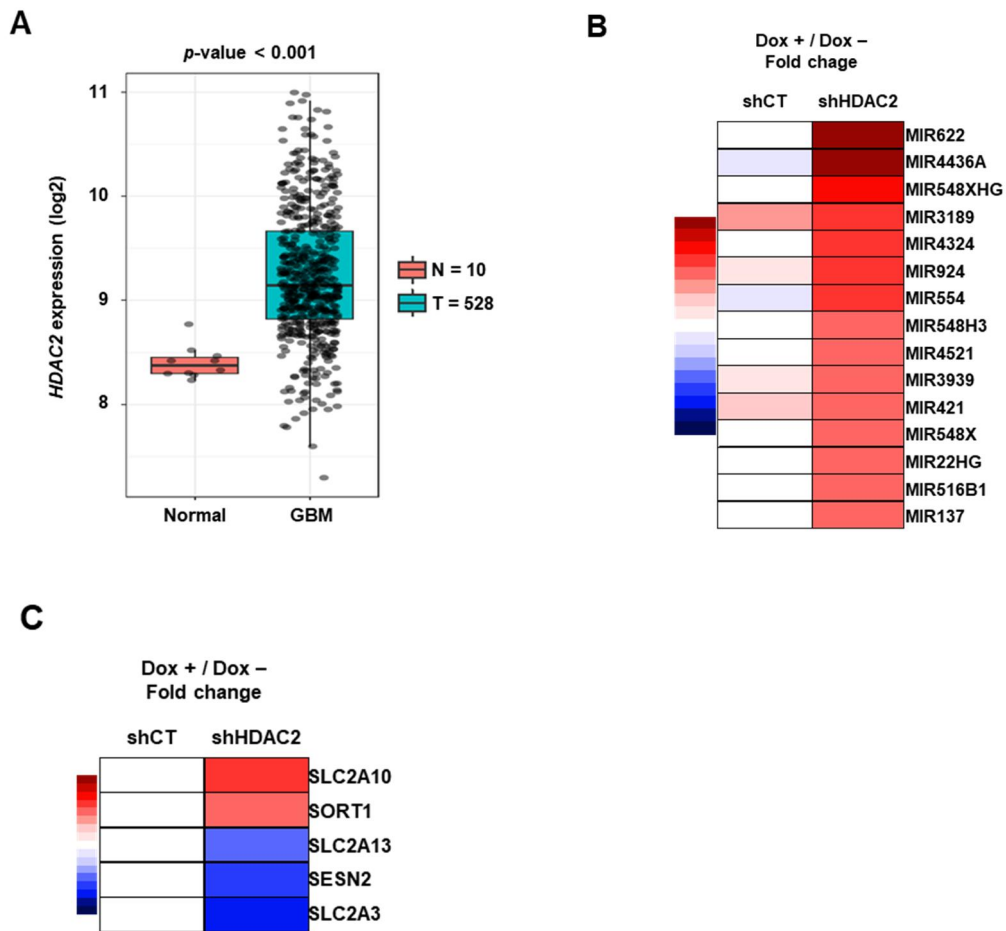 A
p-value < 0.001
HDAC2 expression (log2)
11
10
9
8
Normal GBM
N = 10
T = 528
B
Dox + / Dox –
Fold chage
shCT shHDAC2
MIR622
MIR4436A
MIR548XHG
MIR3189
MIR4324
MIR924
MIR554
MIR548H3
MIR4521
MIR3939
MIR421
MIR548X
MIR22HG
MIR516B1
MIR137
C
Dox + / Dox –
Fold change
shCT shHDAC2
SLC2A10
SORT1
SLC2A13
SESN2
SLC2A3